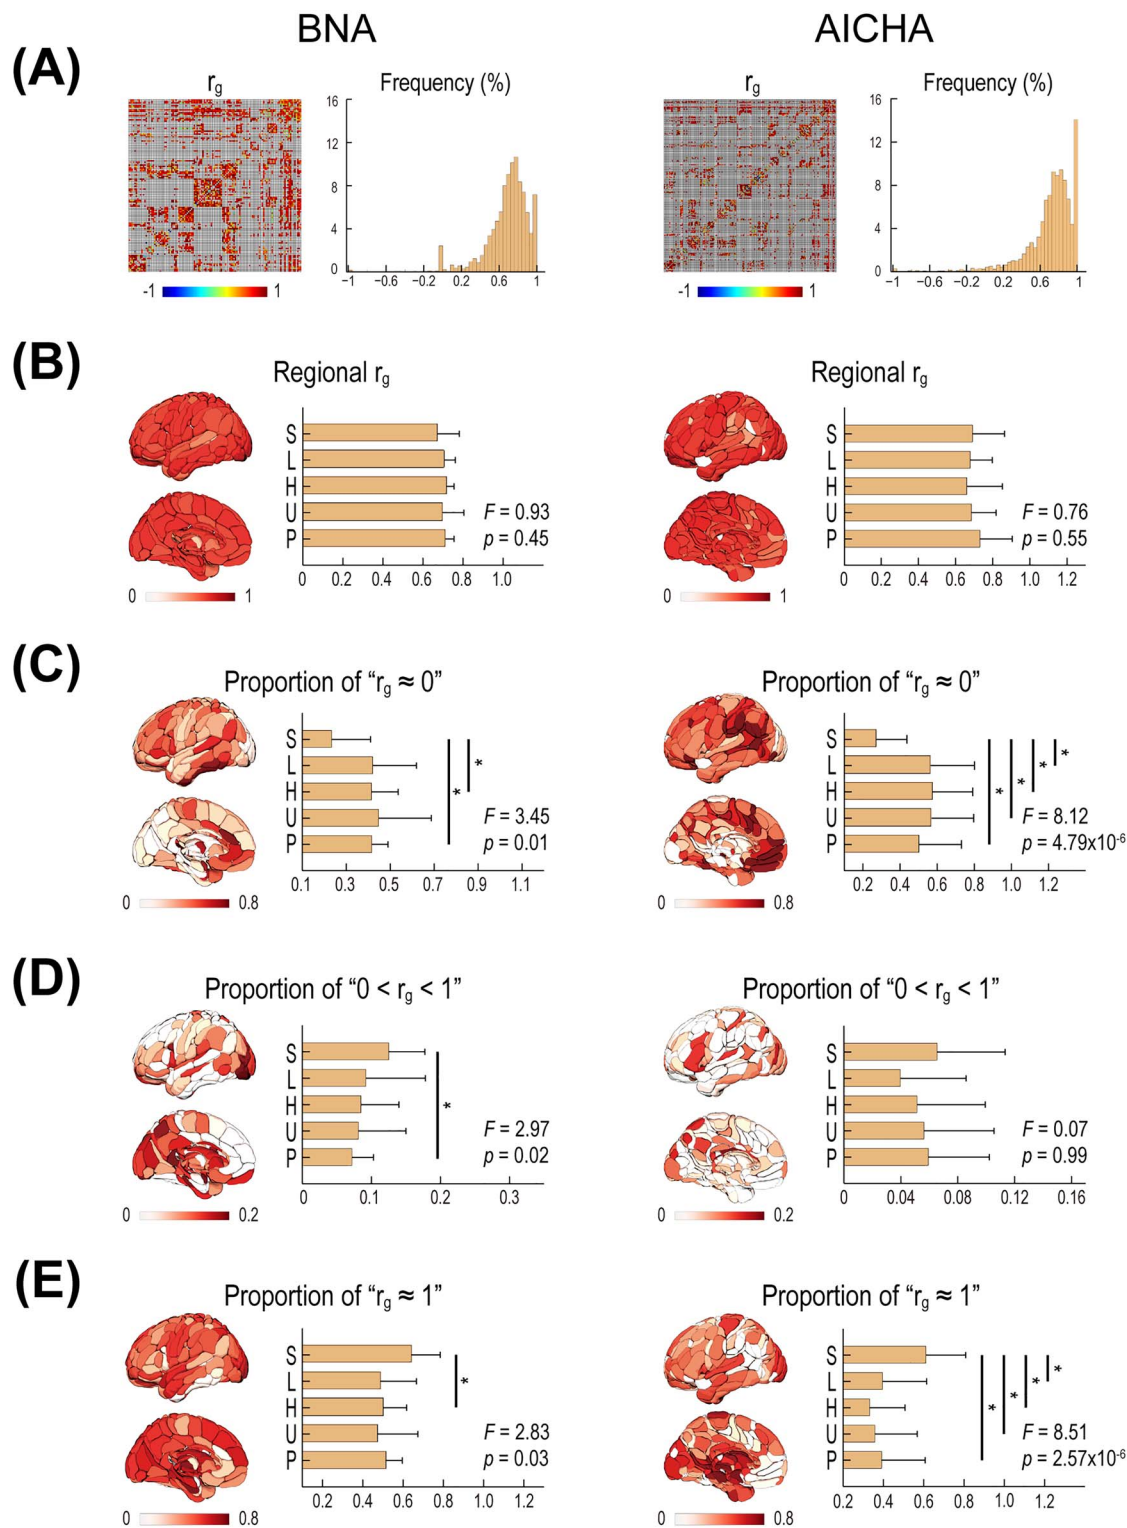 BNA
AICHA
(A)
r_g
Frequency (%)
16
12
8
4
0
−1 −0.6 −0.2 0.2 0.6 1
-1 1
r_g
Frequency (%)
16
12
8
4
0
−1 −0.6 −0.2 0.2 0.6 1
-1 1
(B)
Regional r_g
S
L
H
U
P
F = 0.93
p = 0.45
0 0.2 0.4 0.6 0.8 1.0
0 1
Regional r_g
S
L
H
U
P
F = 0.76
p = 0.55
0 0.2 0.4 0.6 0.8 1.0 1.2
0 1
(C)
Proportion of “r_g ≈ 0”
S
L
H
U
P
*
*
F = 3.45
p = 0.01
0.1 0.3 0.5 0.7 0.9 1.1
0 0.8
Proportion of “r_g ≈ 0”
S
L
H
U
P
*
*
*
*
F = 8.12
p = 4.79x10^-6
0.2 0.4 0.6 0.8 1.0 1.2
0 0.8
(D)
Proportion of “0 < r_g < 1”
S
L
H
U
P
*
F = 2.97
p = 0.02
0 0.1 0.2 0.3
0 0.2
Proportion of “0 < r_g < 1”
S
L
H
U
P
F = 0.07
p = 0.99
0 0.04 0.08 0.12 0.16
0 0.2
(E)
Proportion of “r_g ≈ 1”
S
L
H
U
P
*
F = 2.83
p = 0.03
0.2 0.4 0.6 0.8 1.0 1.2
0 0.8
Proportion of “r_g ≈ 1”
S
L
H
U
P
*
*
*
*
F = 8.51
p = 2.57x10^-6
0.2 0.4 0.6 0.8 1.0 1.2
0 0.8